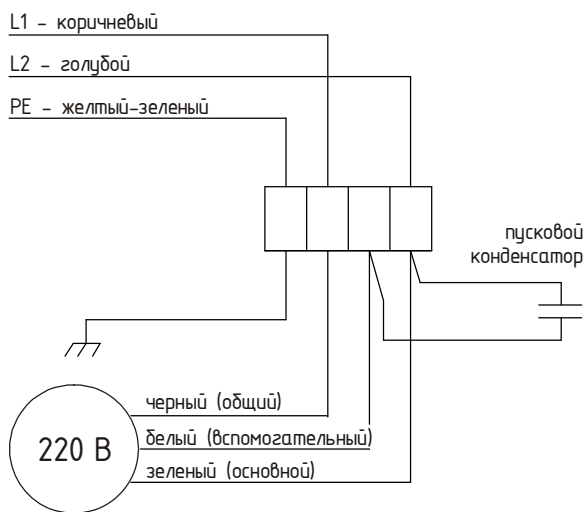 L1 – коричневый
L2 – голубой
PE – желтый-зеленый
пусковой
конденсатор
черный (общий)
белый (вспомогательный)
220 В
зеленый (основной)